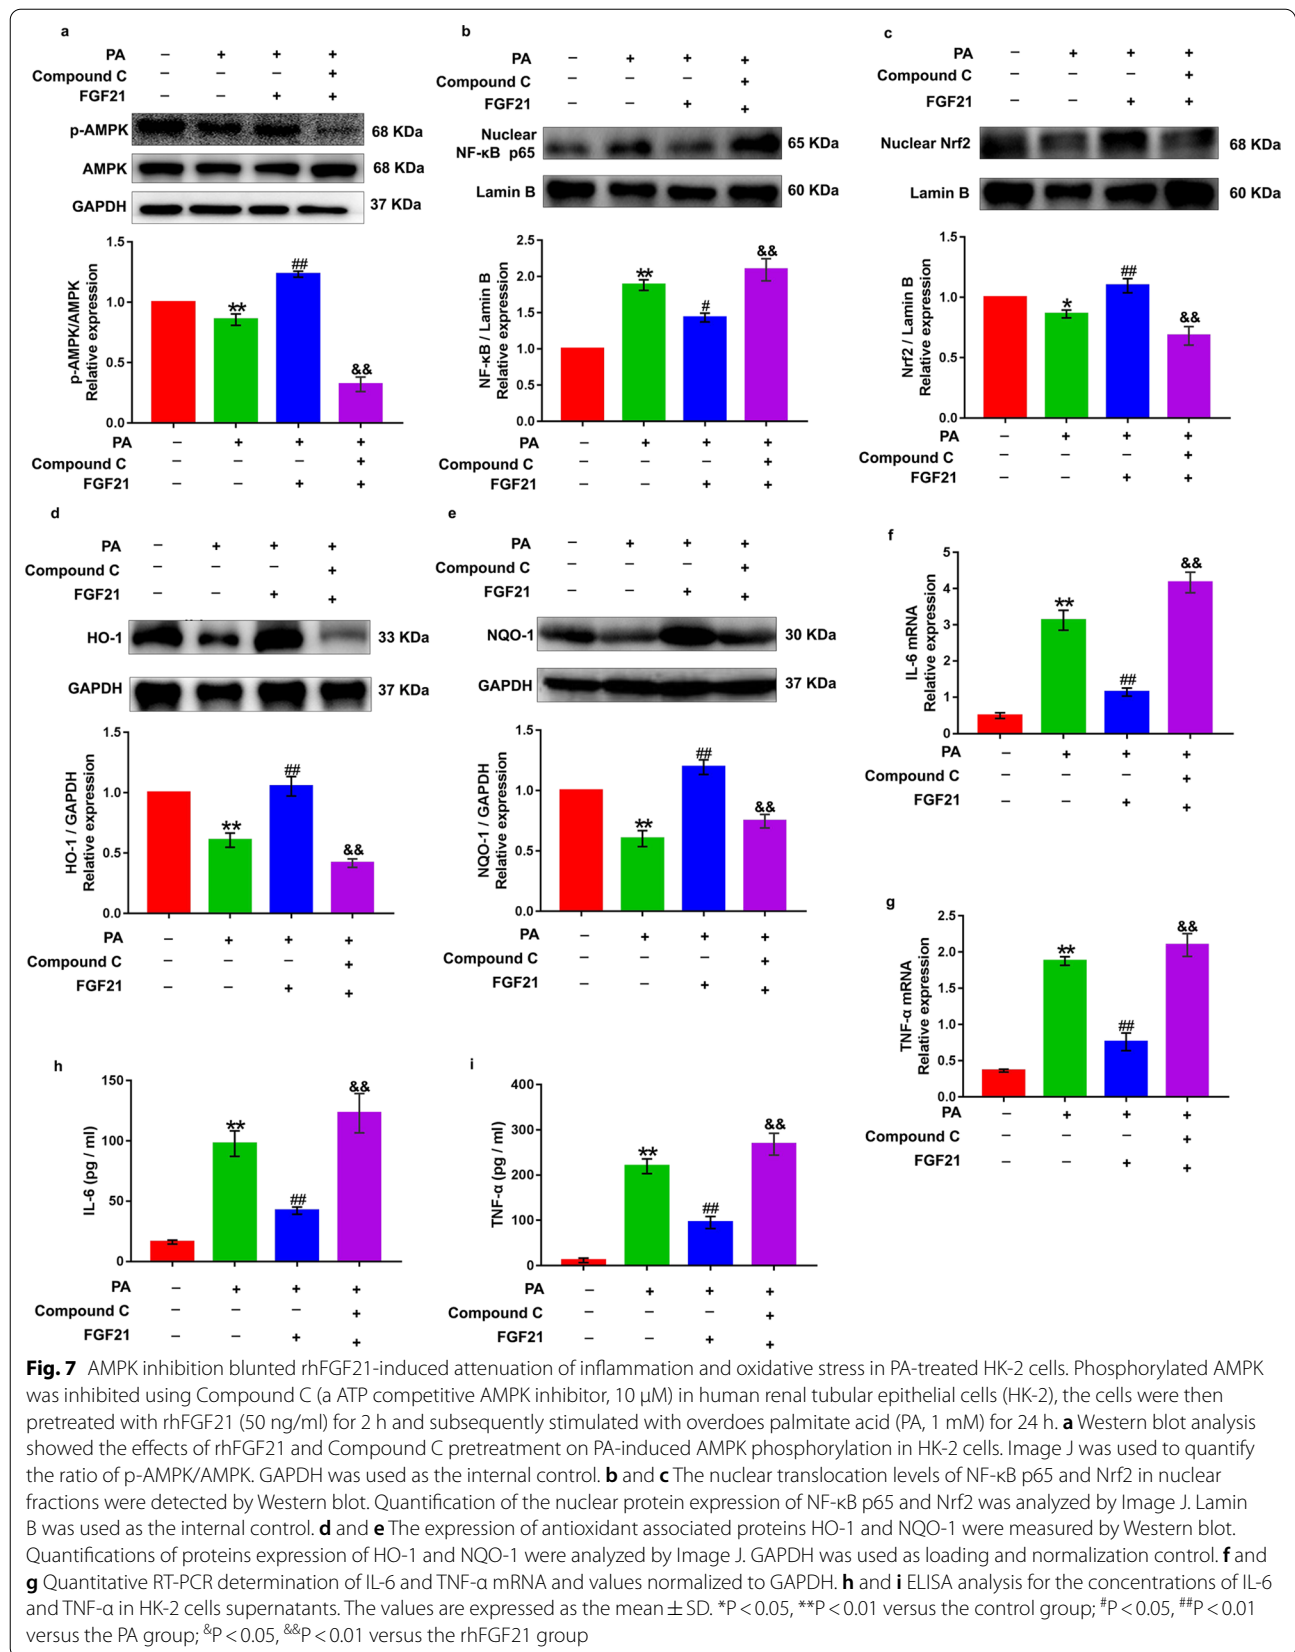 a
PA – + + +
Compound C – – – +
FGF21 – – + +
p-AMPK 68 KDa
AMPK 68 KDa
GAPDH 37 KDa
1.5
1.0
0.5
0.0
p-AMPK/AMPK
Relative expression
** ## &&
PA – + + +
Compound C – – – +
FGF21 – – + +
b
PA – + + +
Compound C – – – +
FGF21 – – + +
Nuclear
NF-κB p65 65 KDa
Lamin B 60 KDa
2.5
2.0
1.5
1.0
0.5
0.0
NF-κB / Lamin B
Relative expression
** # &&
PA – + + +
Compound C – – – +
FGF21 – – + +
c
PA – + + +
Compound C – – – +
FGF21 – – + +
Nuclear Nrf2 68 KDa
Lamin B 60 KDa
1.5
1.0
0.5
0.0
Nrf2 / Lamin B
Relative expression
* ## &&
PA – + + +
Compound C – – – +
FGF21 – – + +
d
PA – + + +
Compound C – – – +
FGF21 – – + +
HO-1 33 KDa
GAPDH 37 KDa
1.5
1.0
0.5
0.0
HO-1 / GAPDH
Relative expression
** ## &&
PA – + + +
Compound C – – – +
FGF21 – – + +
e
PA – + + +
Compound C – – – +
FGF21 – – + +
NQO-1 30 KDa
GAPDH 37 KDa
1.5
1.0
0.5
0.0
NQO-1 / GAPDH
Relative expression
** ## &&
PA – + + +
Compound C – – – +
FGF21 – – + +
f
5
4
3
2
1
0
IL-6 mRNA
Relative expression
** ## &&
PA – + + +
Compound C – – – +
FGF21 – – + +
g
2.5
2.0
1.5
1.0
0.5
0.0
TNF-α mRNA
Relative expression
** ## &&
PA – + + +
Compound C – – – +
FGF21 – – + +
h
150
100
50
0
IL-6 (pg / ml)
** ## &&
PA – + + +
Compound C – – – +
FGF21 – – + +
i
400
300
200
100
0
TNF-α (pg / ml)
** ## &&
PA – + + +
Compound C – – – +
FGF21 – – + +
Fig. 7 AMPK inhibition blunted rhFGF21-induced attenuation of inflammation and oxidative stress in PA-treated HK-2 cells. Phosphorylated AMPK
was inhibited using Compound C (a ATP competitive AMPK inhibitor, 10 μM) in human renal tubular epithelial cells (HK-2), the cells were then
pretreated with rhFGF21 (50 ng/ml) for 2 h and subsequently stimulated with overdoes palmitate acid (PA, 1 mM) for 24 h. a Western blot analysis
showed the effects of rhFGF21 and Compound C pretreatment on PA-induced AMPK phosphorylation in HK-2 cells. Image J was used to quantify
the ratio of p-AMPK/AMPK. GAPDH was used as the internal control. b and c The nuclear translocation levels of NF-κB p65 and Nrf2 in nuclear
fractions were detected by Western blot. Quantification of the nuclear protein expression of NF-κB p65 and Nrf2 was analyzed by Image J. Lamin
B was used as the internal control. d and e The expression of antioxidant associated proteins HO-1 and NQO-1 were measured by Western blot.
Quantifications of proteins expression of HO-1 and NQO-1 were analyzed by Image J. GAPDH was used as loading and normalization control. f and
g Quantitative RT-PCR determination of IL-6 and TNF-α mRNA and values normalized to GAPDH. h and i ELISA analysis for the concentrations of IL-6
and TNF-α in HK-2 cells supernatants. The values are expressed as the mean ± SD. *P < 0.05, **P < 0.01 versus the control group; #P < 0.05, ##P < 0.01
versus the PA group; &P < 0.05, &&P < 0.01 versus the rhFGF21 group